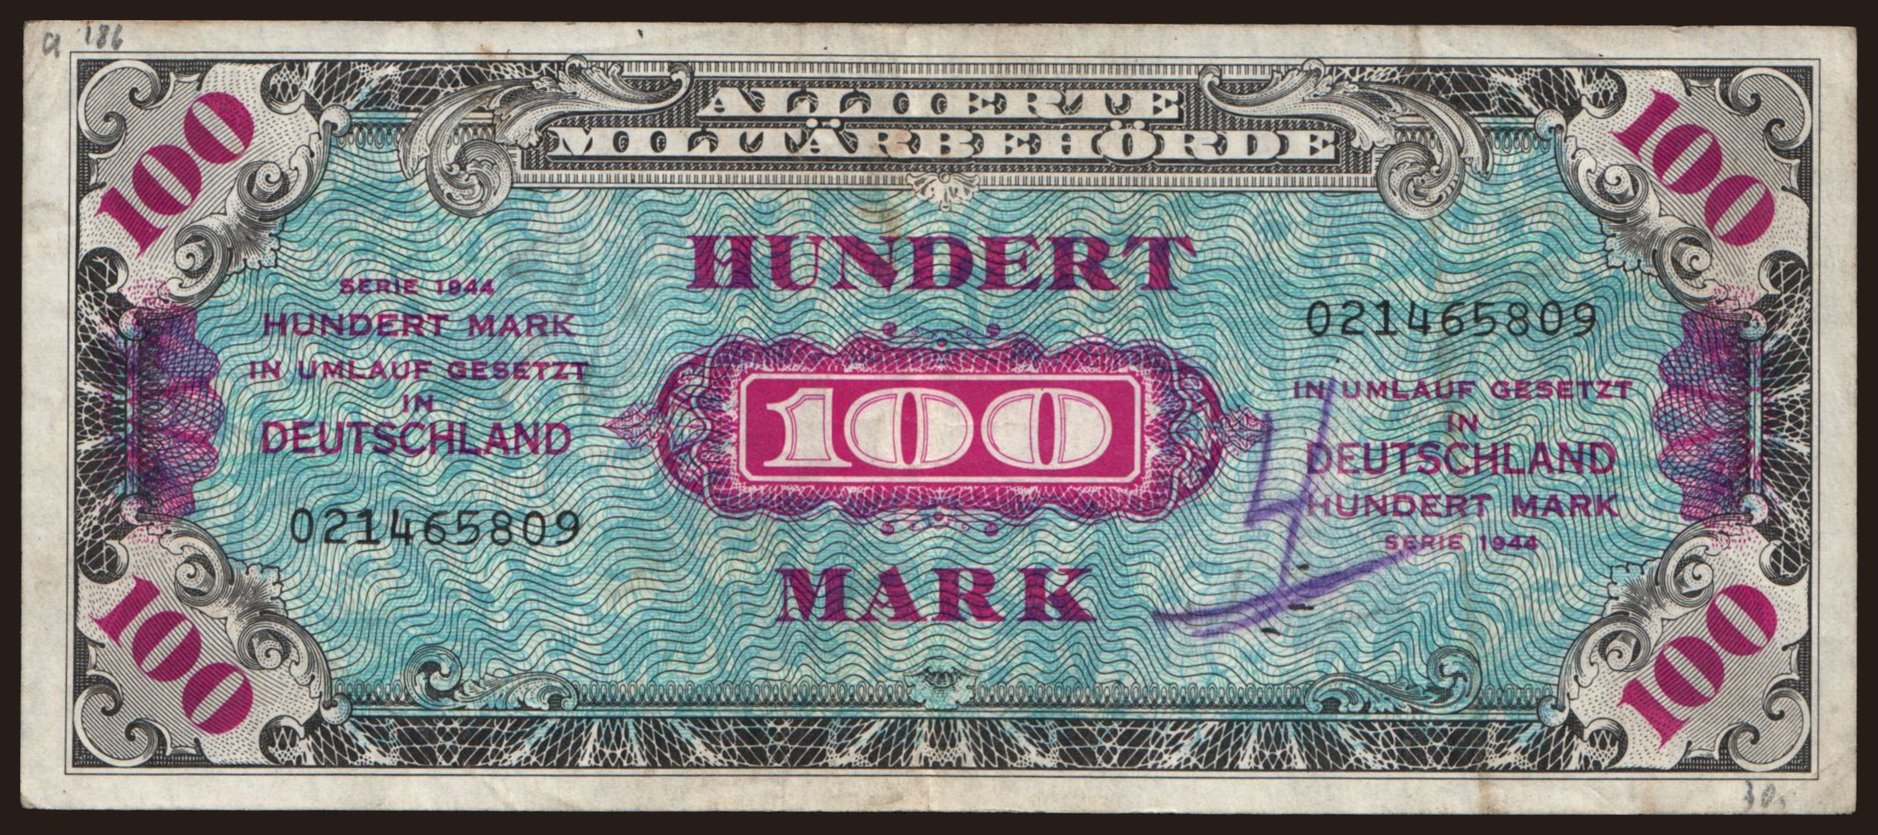 a 186
100
ALLIIERTE
MILITÄRBEHÖRDE
100
HUNDERT
SERIE 1944
HUNDERT MARK
IN UMLAUF GESETZT
IN
DEUTSCHLAND
021465809
100
021465809
IN UMLAUF GESETZT
IN
DEUTSCHLAND
HUNDERT MARK
SERIE 1944
MARK
100
100
30.